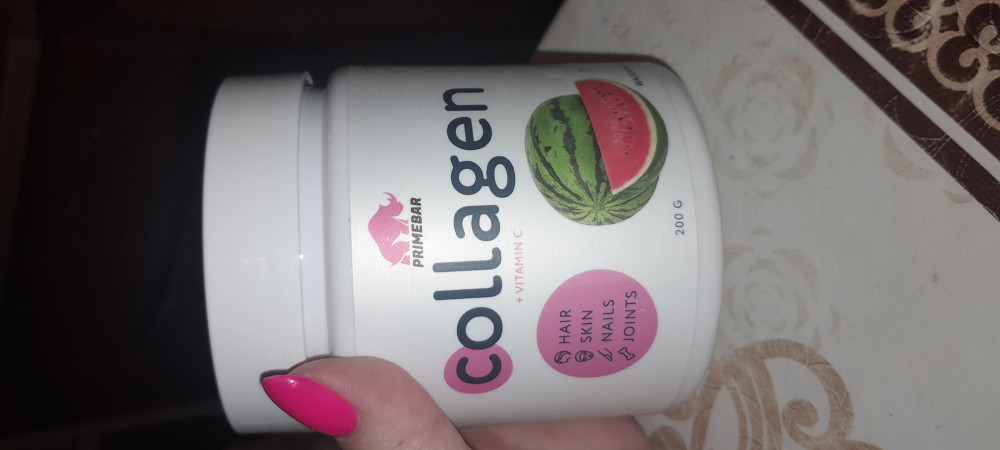 PRIMEBAR
collagen
+ VITAMIN C
HAIR
SKIN
NAILS
JOINTS
200 G